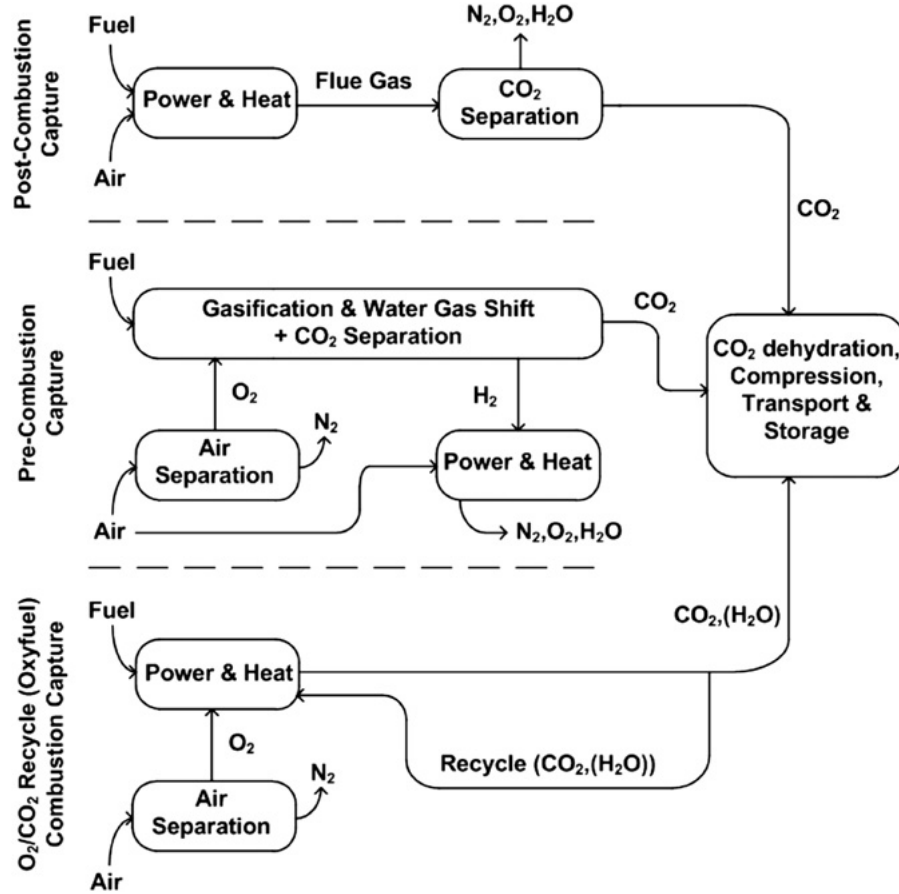 Post-Combustion
Capture
Fuel
Power & Heat
Air
Flue Gas
N₂,O₂,H₂O
CO₂
Separation
CO₂
Pre-Combustion
Capture
Fuel
Gasification & Water Gas Shift
+ CO₂ Separation
CO₂
O₂
H₂
Air
Separation
N₂
Power & Heat
Air
N₂,O₂,H₂O
CO₂ dehydration,
Compression,
Transport &
Storage
O₂/CO₂ Recycle (Oxyfuel)
Combustion Capture
Fuel
Power & Heat
CO₂,(H₂O)
O₂
Recycle (CO₂,(H₂O))
Air
Separation
N₂
Air